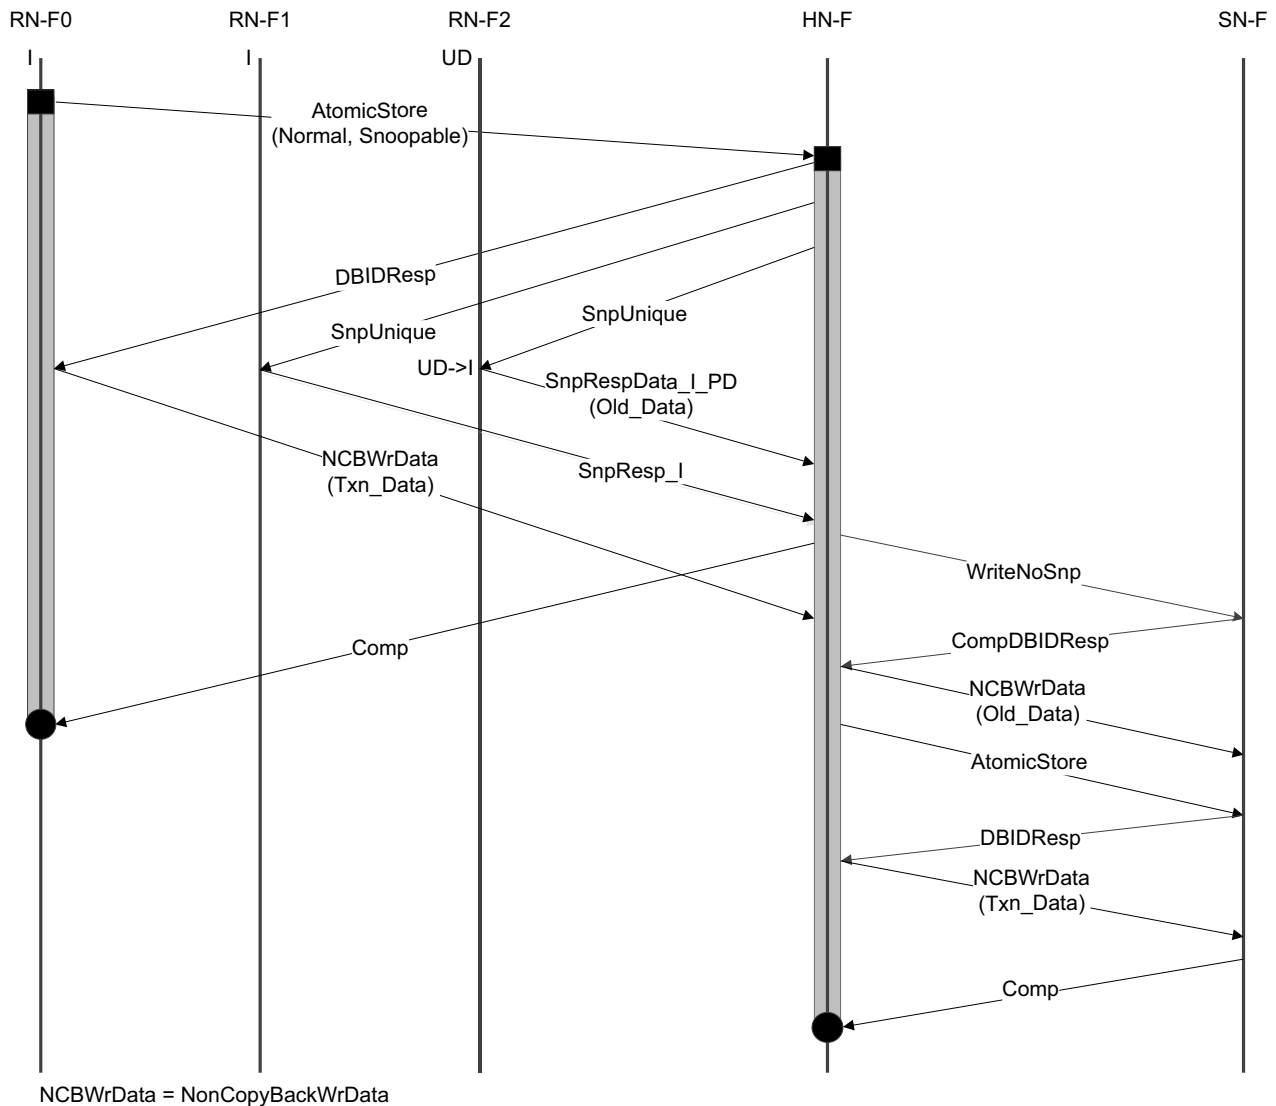 RN-F0 RN-F1 RN-F2 HN-F SN-F
I I UD
AtomicStore
(Normal, Snoopable)
DBIDResp
SnpUnique
SnpUnique
UD->I
SnpRespData_I_PD
(Old_Data)
NCBWrData
(Txn_Data)
SnpResp_I
WriteNoSnp
Comp
CompDBIDResp
NCBWrData
(Old_Data)
AtomicStore
DBIDResp
NCBWrData
(Txn_Data)
Comp
NCBWrData = NonCopyBackWrData